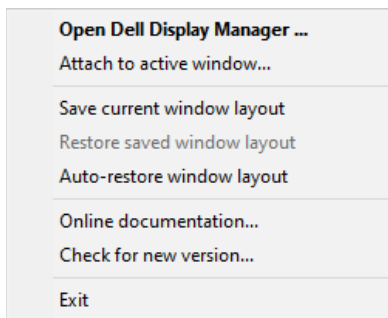 Open Dell Display Manager ...
Attach to active window...
Save current window layout
Restore saved window layout
Auto-restore window layout
Online documentation...
Check for new version...
Exit